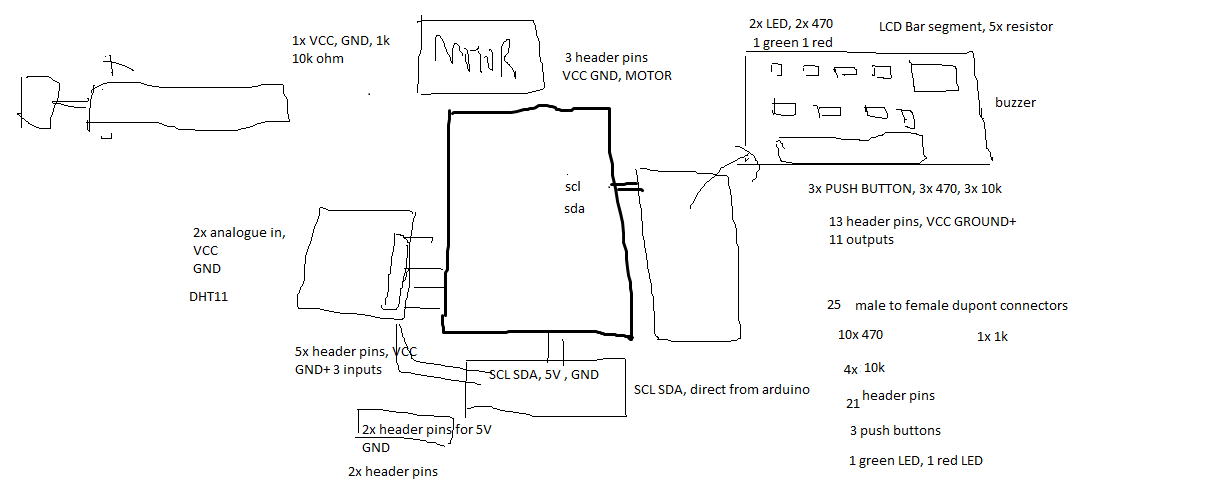 2x LED, 2x 470
1 green 1 red
LCD Bar segment, 5x resistor
1x VCC, GND, 1k
10k ohm
MOTOR
3 header pins
VCC GND, MOTOR
buzzer
scl
sda
3x PUSH BUTTON, 3x 470, 3x 10k
13 header pins, VCC GROUND+
11 outputs
2x analogue in,
VCC
GND
DHT11
25 male to female dupont connectors
10x 470
1x 1k
5x header pins, VCC
GND+ 3 inputs
SCL SDA, 5V , GND
SCL SDA, direct from arduino
4x 10k
21 header pins
2x header pins for 5V
GND
3 push buttons
2x header pins
1 green LED, 1 red LED